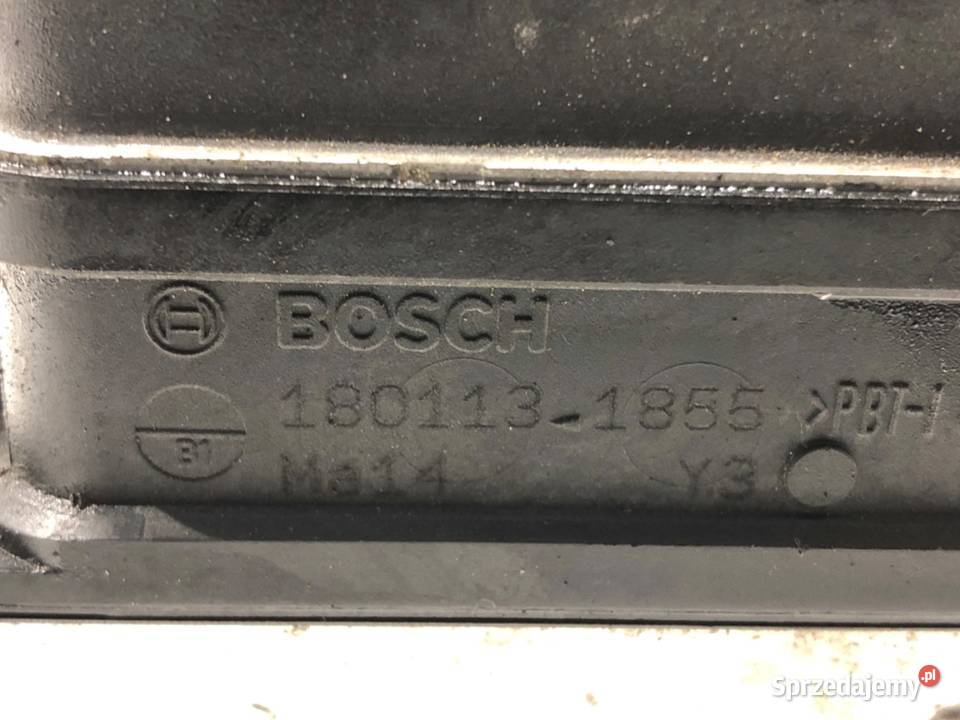 BOSCH
180113-1855 >PBT-I
B1
Ma14 Y3
Sprzedajemy.pl